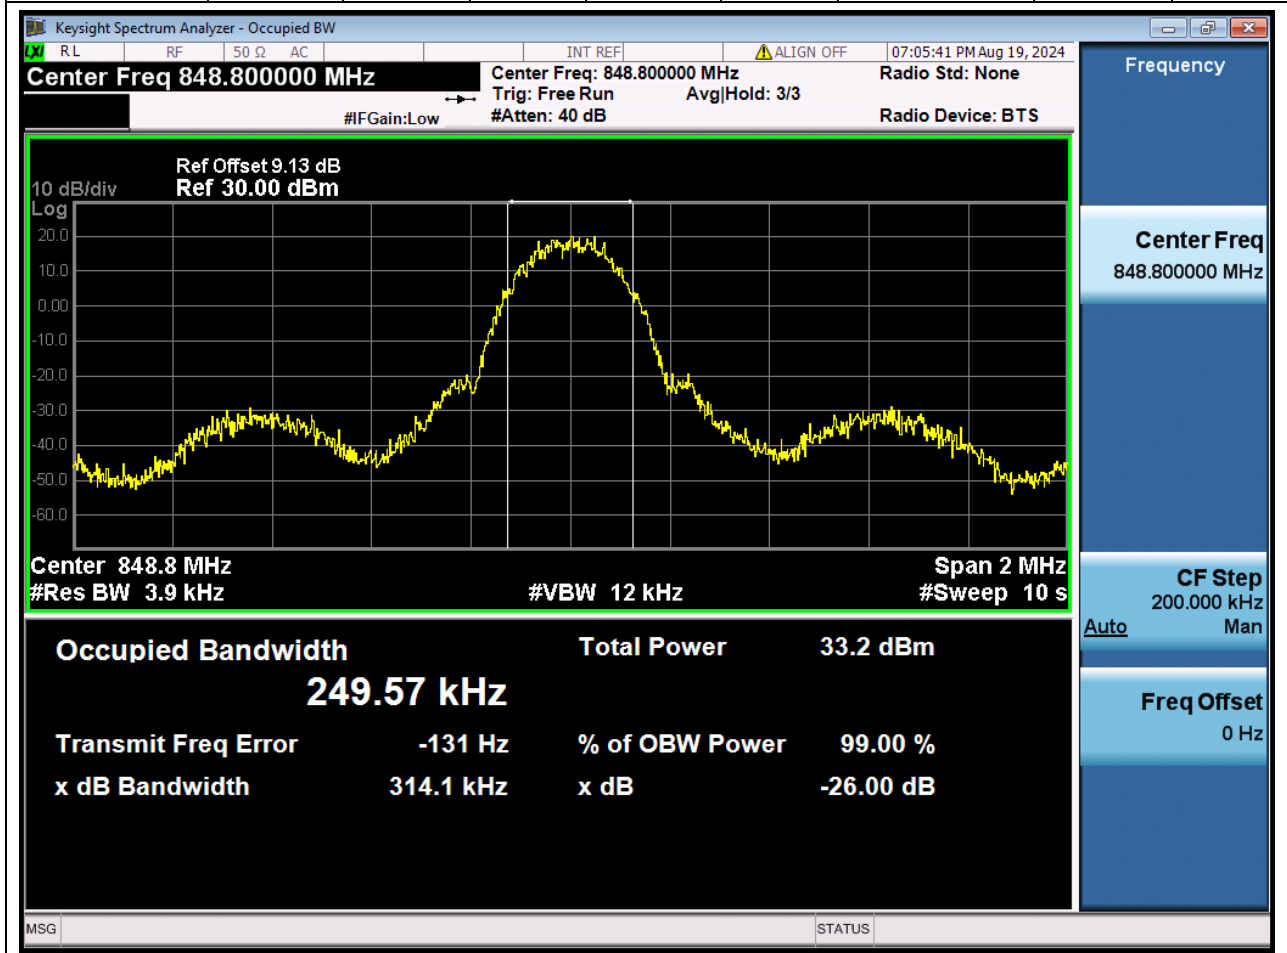 Keysight Spectrum Analyzer - Occupied BW
LXI RL RF 50 Ω AC INT REF ALIGN OFF 07:05:41 PM Aug 19, 2024
Center Freq 848.800000 MHz
Center Freq: 848.800000 MHz
Radio Std: None
Trig: Free Run Avg|Hold: 3/3
#IFGain:Low #Atten: 40 dB
Radio Device: BTS
Ref Offset 9.13 dB
10 dB/div Ref 30.00 dBm
Log
20.0
10.0
0.00
-10.0
-20.0
-30.0
-40.0
-50.0
-60.0
Center 848.8 MHz Span 2 MHz
#Res BW 3.9 kHz #VBW 12 kHz #Sweep 10 s
Occupied Bandwidth Total Power 33.2 dBm
249.57 kHz
Transmit Freq Error -131 Hz % of OBW Power 99.00 %
x dB Bandwidth 314.1 kHz x dB -26.00 dB
Frequency
Center Freq
848.800000 MHz
CF Step
200.000 kHz
Auto Man
Freq Offset
0 Hz
MSG STATUS